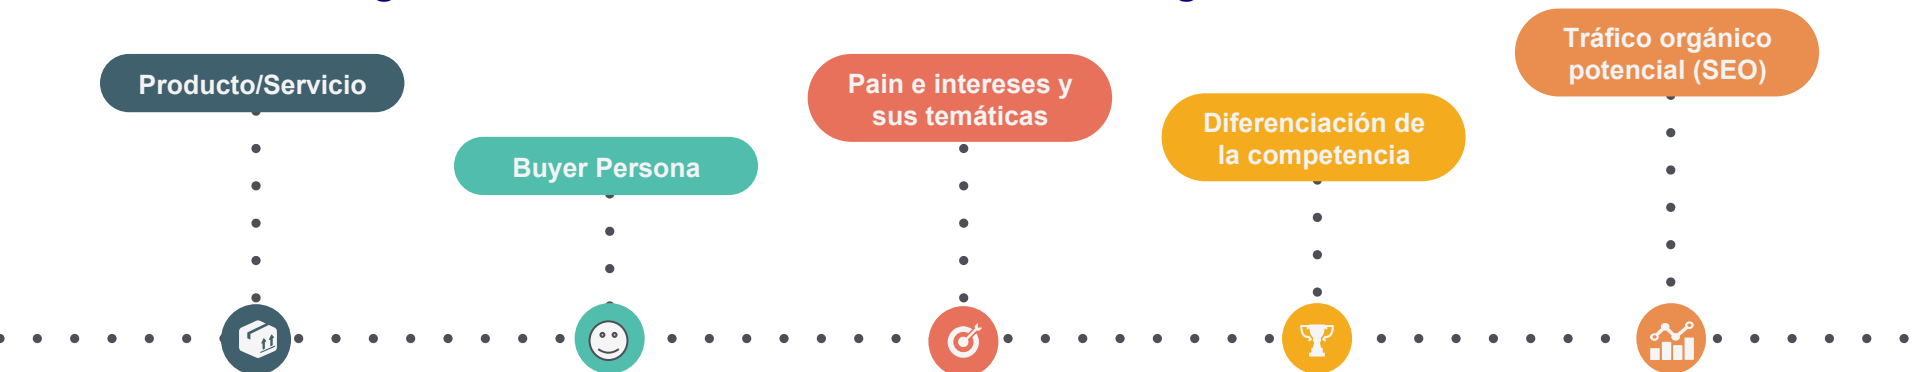 Producto/Servicio
Buyer Persona
Pain e intereses y
sus temáticas
Diferenciación de
la competencia
Tráfico orgánico
potencial (SEO)